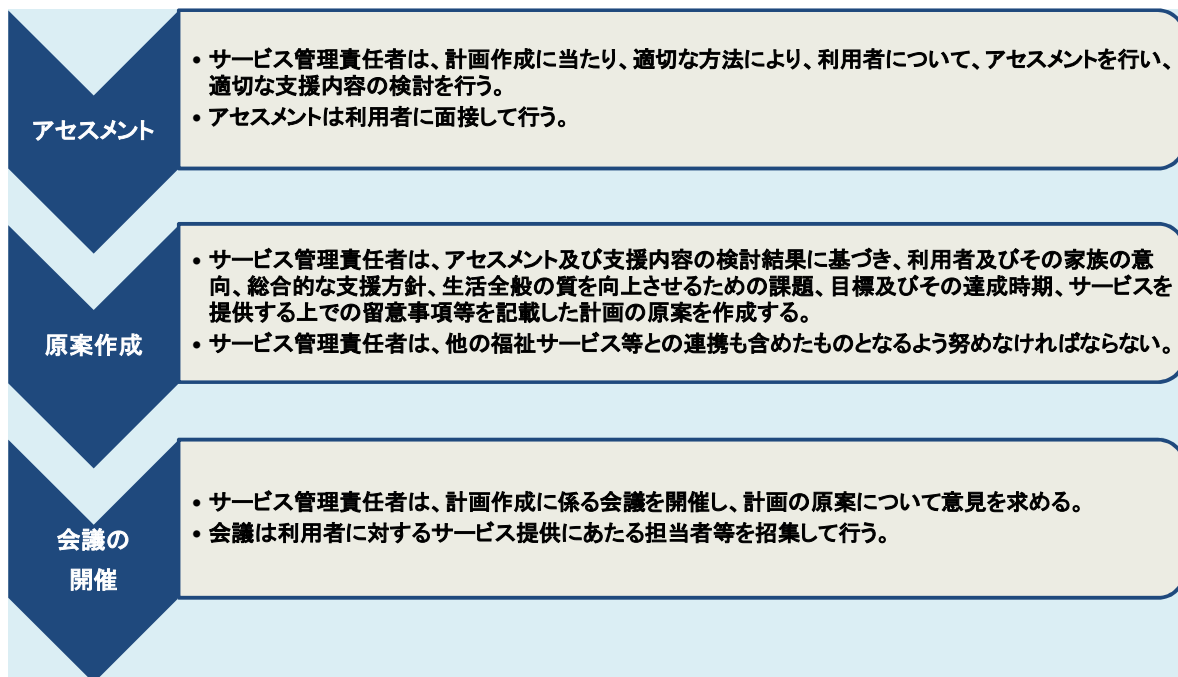 アセスメント
• サービス管理責任者は、計画作成に当たり、適切な方法により、利用者について、アセスメントを行い、
適切な支援内容の検討を行う。
• アセスメントは利用者に面接して行う。
原案作成
• サービス管理責任者は、アセスメント及び支援内容の検討結果に基づき、利用者及びその家族の意
向、総合的な支援方針、生活全般の質を向上させるための課題、目標及びその達成時期、サービスを
提供する上での留意事項等を記載した計画の原案を作成する。
• サービス管理責任者は、他の福祉サービス等との連携も含めたものとなるよう努めなければならない。
会議の
開催
• サービス管理責任者は、計画作成に係る会議を開催し、計画の原案について意見を求める。
• 会議は利用者に対するサービス提供にあたる担当者等を招集して行う。